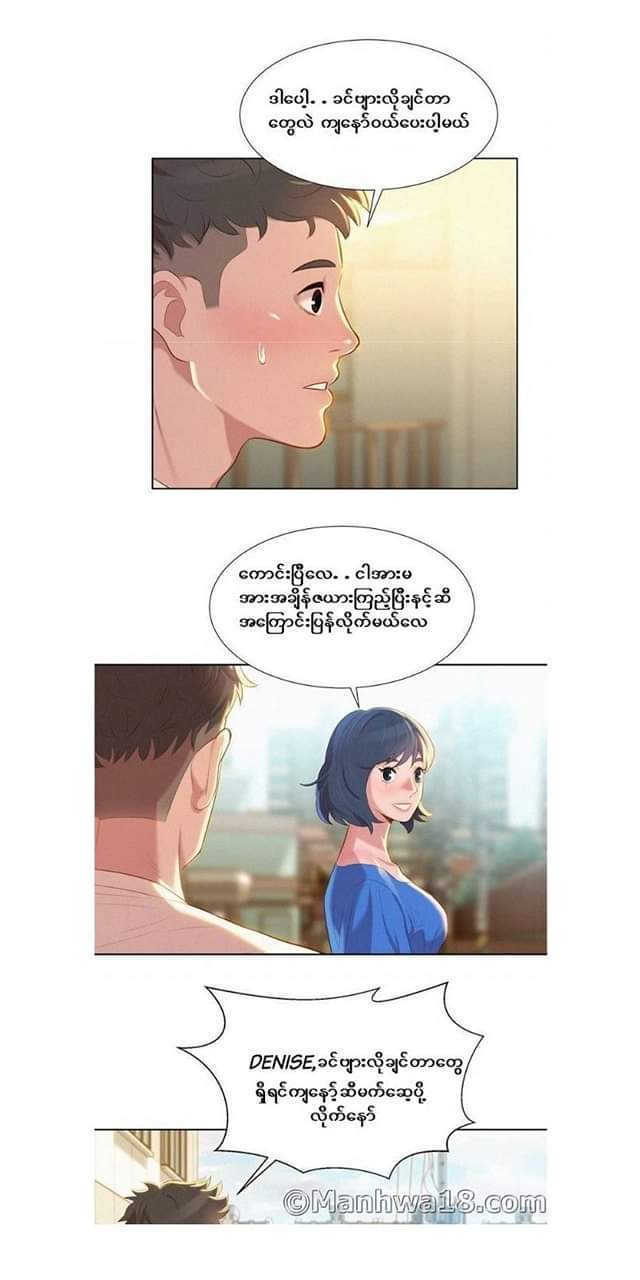 ဒါပေါ့. . ခင်ဗျားလိုချင်တာ
တွေလဲ ကျနော်ဝယ်ပေးပါ့မယ်
ကောင်းပြီလေ. . ငါအားမ
အားအချိန်ဇယားကြည့်ပြီးနင့်ဆီ
အကြောင်းပြန်လိုက်မယ်လေ
DENISE,ခင်ဗျားလိုချင်တာတွေ
ရှိရင်ကျနော့်ဆီမက်ဆေ့ပို့
လိုက်နော်
©Manhwa18.com